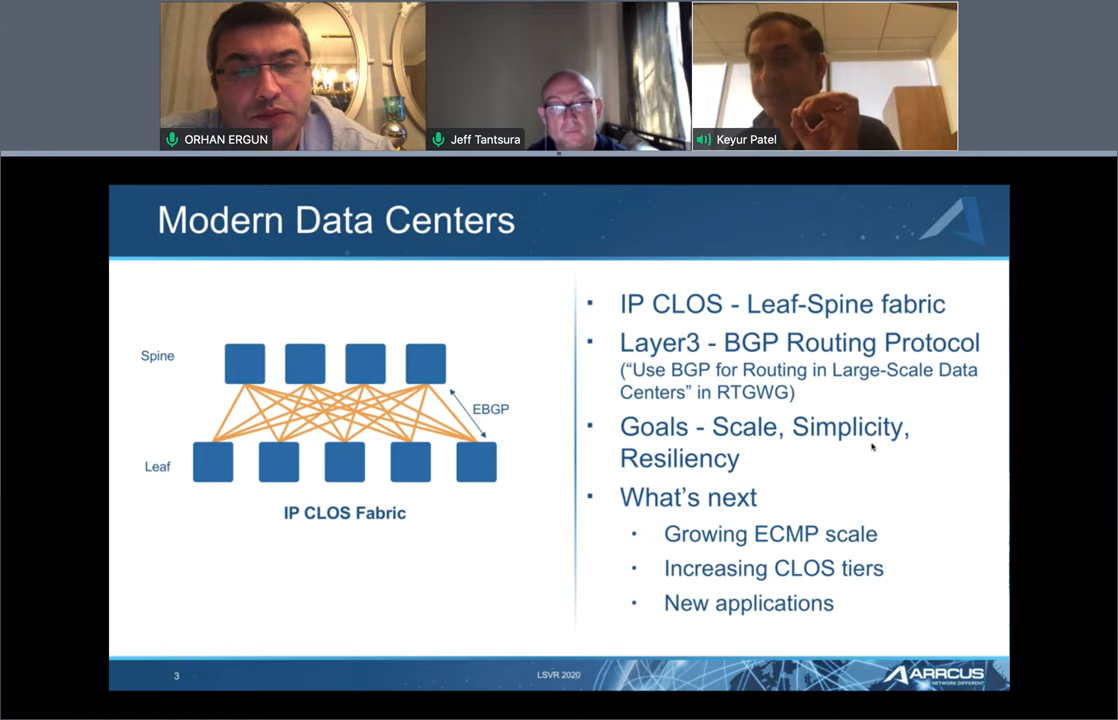 ORHAN ERGUN
Jeff Tantsura
Keyur Patel
Modern Data Centers
Spine
EBGP
Leaf
IP CLOS Fabric
▪ IP CLOS - Leaf-Spine fabric
▪ Layer3 - BGP Routing Protocol
(“Use BGP for Routing in Large-Scale Data
Centers” in RTGWG)
▪ Goals - Scale, Simplicity,
Resiliency
▪ What’s next
▪ Growing ECMP scale
▪ Increasing CLOS tiers
▪ New applications
3
LSVR 2020
ARRCUS
NETWORK DIFFERENT